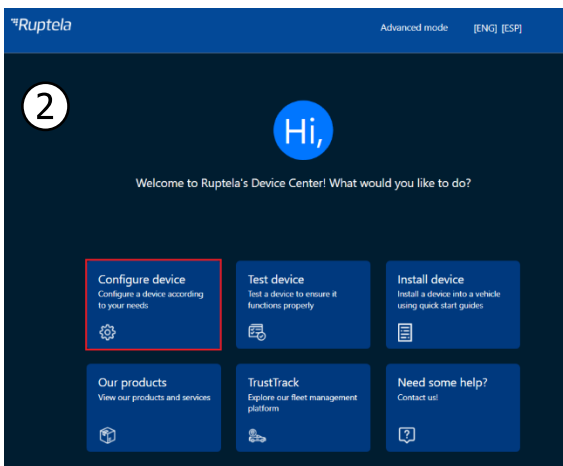 Ruptela
Advanced mode
[ENG] [ESP]
2
Hi,
Welcome to Ruptela's Device Center! What would you like to do?
Configure device
Configure a device according
to your needs
Test device
Test a device to ensure it
functions properly
Install device
Install a device into a vehicle
using quick start guides
Our products
View our products and services
TrustTrack
Explore our fleet management
platform
Need some help?
Contact us!